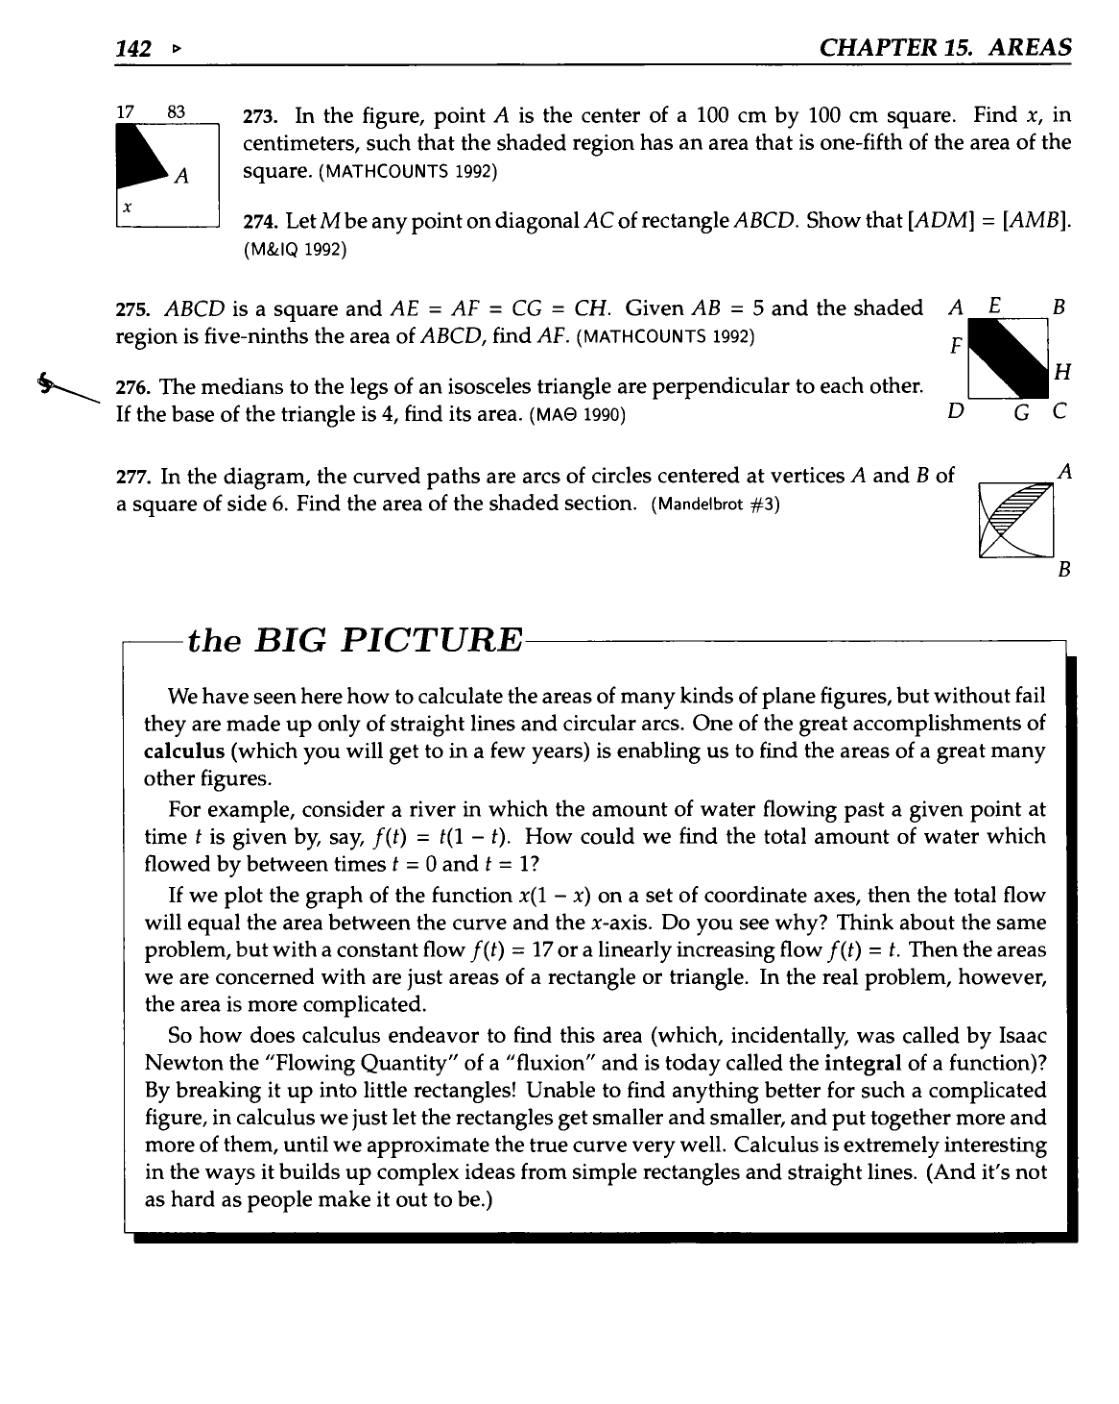 142 ▹ CHAPTER 15. AREAS
17 83
A
x
273. In the figure, point A is the center of a 100 cm by 100 cm square. Find x, in
centimeters, such that the shaded region has an area that is one-fifth of the area of the
square. (MATHCOUNTS 1992)
274. Let M be any point on diagonal AC of rectangle ABCD. Show that [ADM] = [AMB].
(M&IQ 1992)
275. ABCD is a square and AE = AF = CG = CH. Given AB = 5 and the shaded
region is five-ninths the area of ABCD, find AF. (MATHCOUNTS 1992)
A E B
F
H
D G C
276. The medians to the legs of an isosceles triangle are perpendicular to each other.
If the base of the triangle is 4, find its area. (MAΘ 1990)
277. In the diagram, the curved paths are arcs of circles centered at vertices A and B of
a square of side 6. Find the area of the shaded section. (Mandelbrot #3)
A
B
the BIG PICTURE
We have seen here how to calculate the areas of many kinds of plane figures, but without fail
they are made up only of straight lines and circular arcs. One of the great accomplishments of
calculus (which you will get to in a few years) is enabling us to find the areas of a great many
other figures.
For example, consider a river in which the amount of water flowing past a given point at
time t is given by, say, f(t) = t(1 − t). How could we find the total amount of water which
flowed by between times t = 0 and t = 1?
If we plot the graph of the function x(1 − x) on a set of coordinate axes, then the total flow
will equal the area between the curve and the x-axis. Do you see why? Think about the same
problem, but with a constant flow f(t) = 17 or a linearly increasing flow f(t) = t. Then the areas
we are concerned with are just areas of a rectangle or triangle. In the real problem, however,
the area is more complicated.
So how does calculus endeavor to find this area (which, incidentally, was called by Isaac
Newton the "Flowing Quantity" of a "fluxion" and is today called the integral of a function)?
By breaking it up into little rectangles! Unable to find anything better for such a complicated
figure, in calculus we just let the rectangles get smaller and smaller, and put together more and
more of them, until we approximate the true curve very well. Calculus is extremely interesting
in the ways it builds up complex ideas from simple rectangles and straight lines. (And it's not
as hard as people make it out to be.)